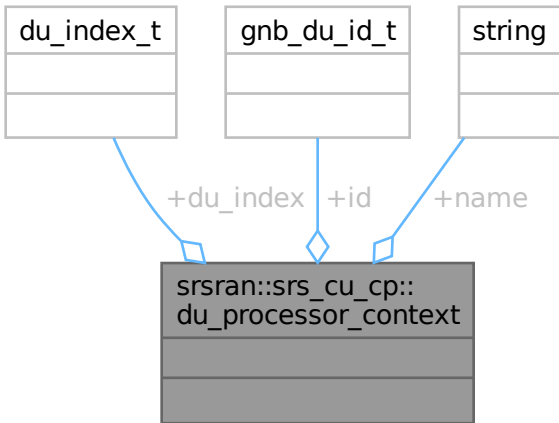 du_index_t
gnb_du_id_t
string
+du_index
+id
+name
srsran::srs_cu_cp::
du_processor_context